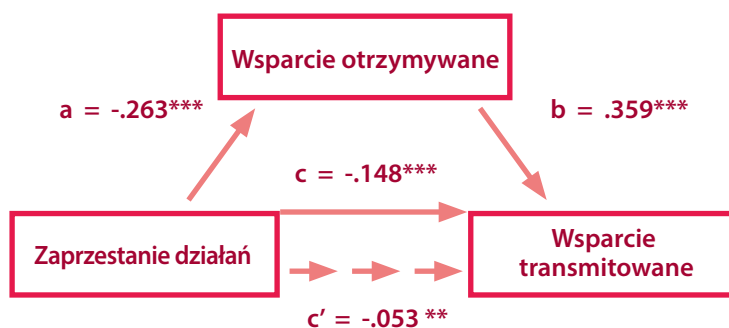 Wsparcie otrzymywane
a = -.263***
b = .359***
c = -.148***
Zaprzestanie działań
Wsparcie
transmitowane
c’ = -.053 **